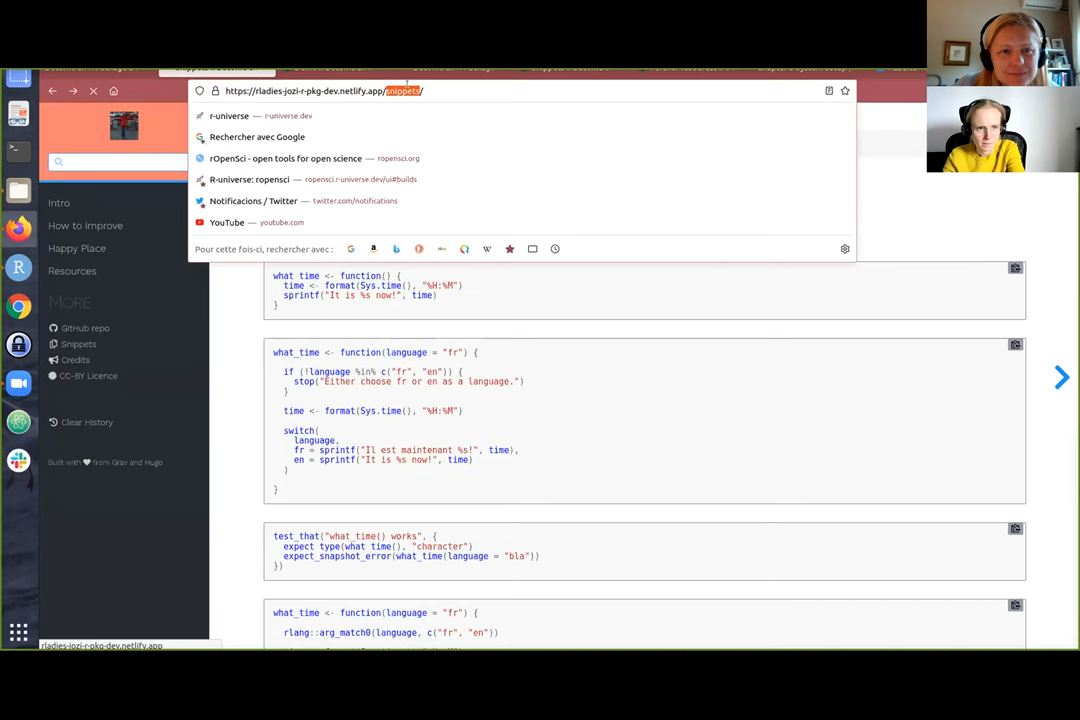 https://rladies-jozi-r-pkg-dev.netlify.app/snippets/
r-universe — r-universe.dev
Rechercher avec Google
rOpenSci - open tools for open science — ropensci.org
R-universe: ropensci — ropensci.r-universe.dev/ui#builds
Notificacions / Twitter — twitter.com/notifications
YouTube — youtube.com
Pour cette fois-ci, rechercher avec :
Intro
How to improve
Happy Place
Resources
MORE
GitHub repo
Snippets
Credits
CC-BY Licence
Clear History
Built with ❤ from Grav and Hugo
what_time <- function() {
time <- format(Sys.time(), "%H:%M")
sprintf("It is %s now!", time)
}
what_time <- function(language = "fr") {
if (!language %in% c("fr", "en")) {
stop("Either choose fr or en as a language.")
}
time <- format(Sys.time(), "%H:%M")
switch(
language,
fr = sprintf("Il est maintenant %s!", time),
en = sprintf("It is %s now!", time)
)
}
test_that("what_time() works", {
expect_type(what_time(), "character")
expect_snapshot_error(what_time(language = "bla"))
})
what_time <- function(language = "fr") {
rlang::arg_match0(language, c("fr", "en"))
rladies-jozi-r-pkg-dev.netlify.app